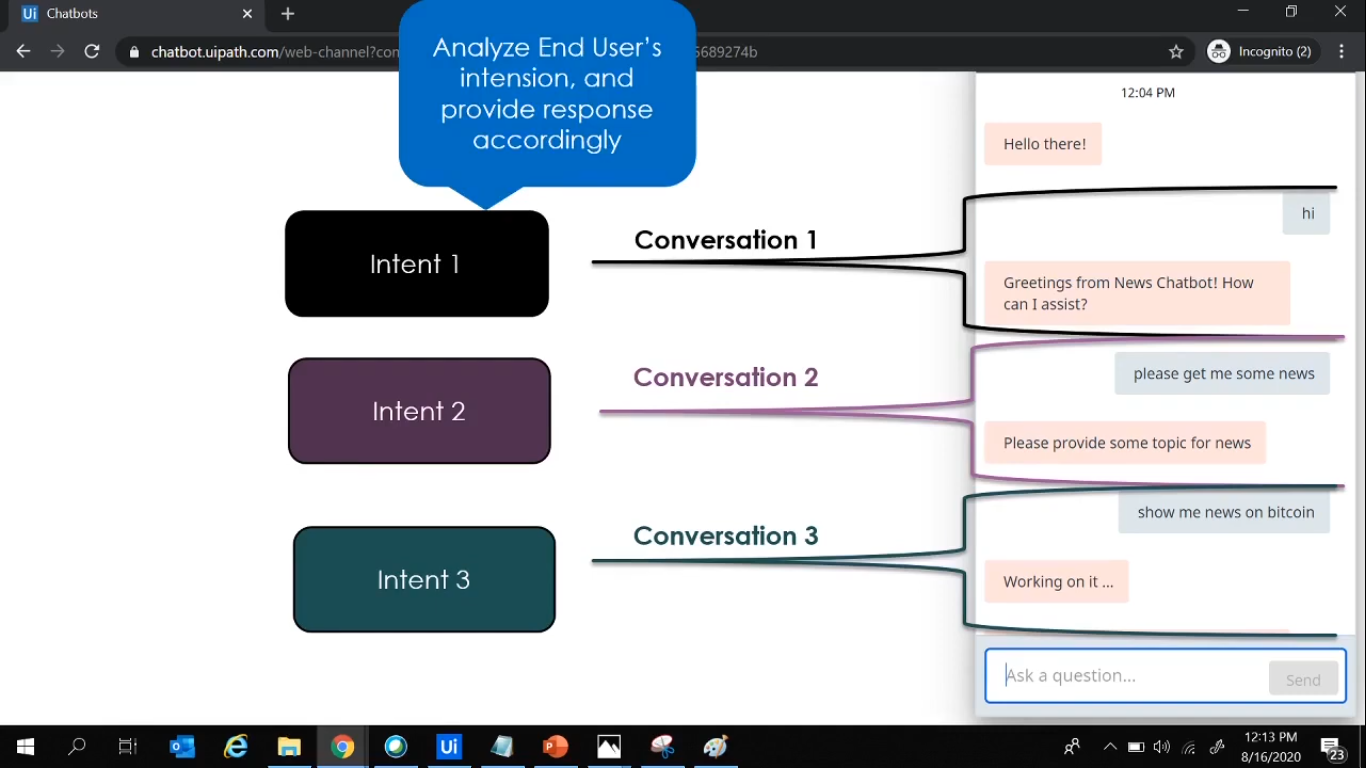 Ui Chatbots
chatbot.uipath.com/web-channel?con
5689274b
Incognito (2)
Analyze End User's
intension, and
provide response
accordingly
12:04 PM
Hello there!
hi
Intent 1
Conversation 1
Greetings from News Chatbot! How
can I assist?
Intent 2
Conversation 2
please get me some news
Please provide some topic for news
Intent 3
Conversation 3
show me news on bitcoin
Working on it ...
Ask a question...
Send
Ui
12:13 PM
8/16/2020
23